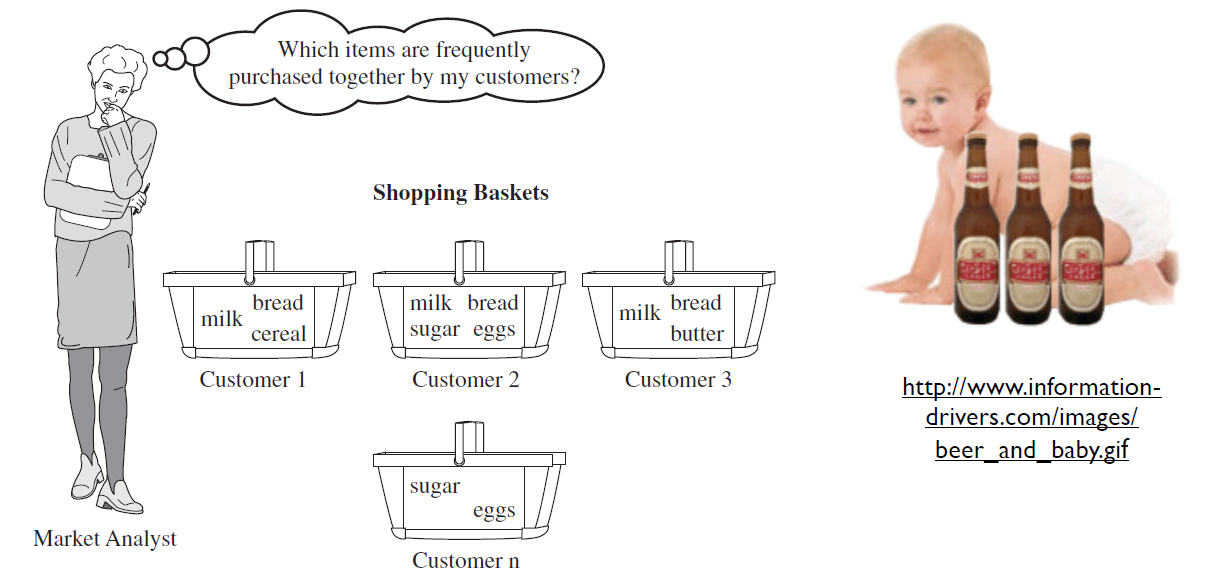 Which items are frequently
purchased together by my customers?
Shopping Baskets
milk bread
cereal
milk bread
sugar eggs
milk bread
butter
Customer 1
Customer 2
Customer 3
sugar
eggs
Market Analyst
Customer n
http://www.information-
drivers.com/images/
beer_and_baby.gif